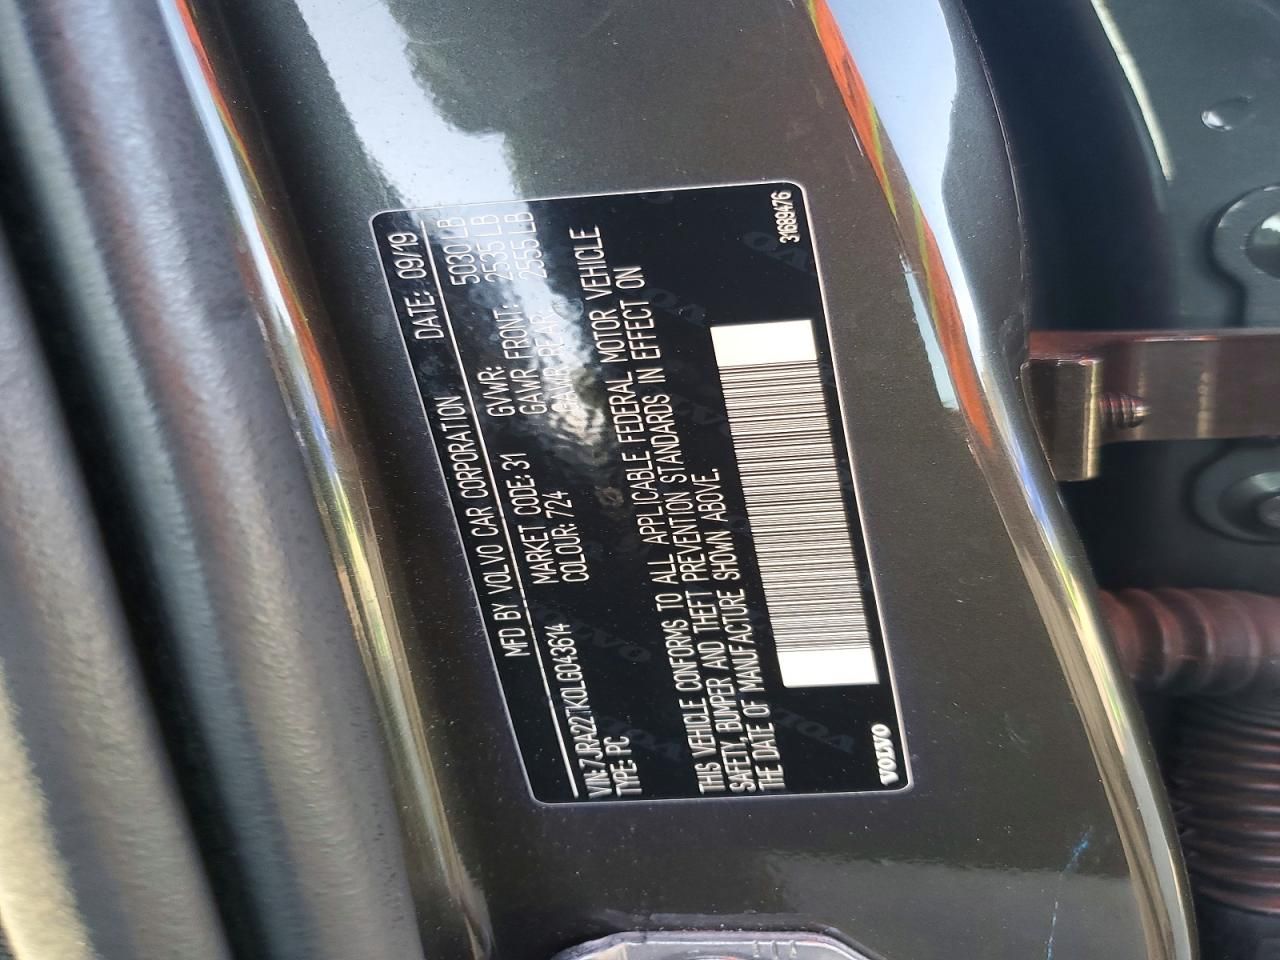 MFD BY VOLVO CAR CORPORATION DATE: 09/19
VIN: 7JRA22TK0LG043614 MARKET CODE: 31 GVWR: 5030 LB
TYPE: PC COLOUR: 724 GAWR FRONT: 2535 LB
GAWR REAR: 2555 LB
THIS VEHICLE CONFORMS TO ALL APPLICABLE FEDERAL MOTOR VEHICLE
SAFETY, BUMPER AND THEFT PREVENTION STANDARDS IN EFFECT ON
THE DATE OF MANUFACTURE SHOWN ABOVE.
VOLVO 31689476